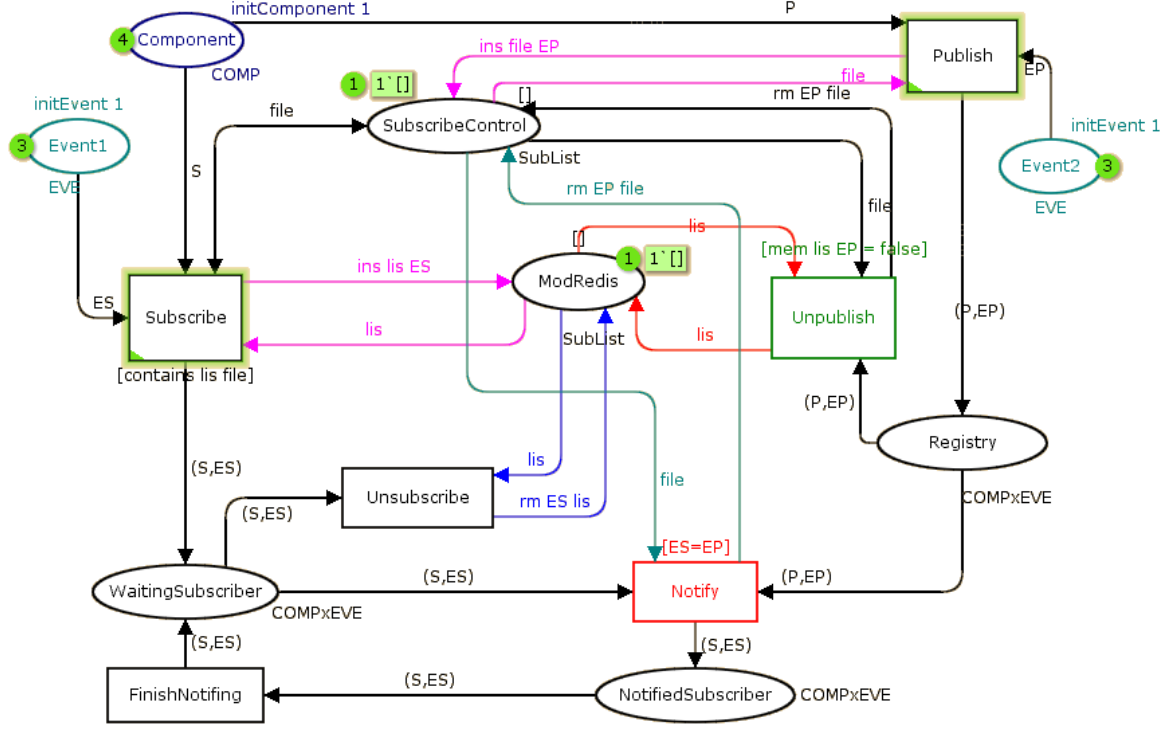 initComponent 1
P
4
Component
COMP
ins file EP
Publish
EP
file
1
1`[]
[]
rm EP file
initEvent 1
file
SubscribeControl
initEvent 1
3
Event1
SubList
Event2
3
EVE
S
rm EP file
file
EVE
lis
[]
[mem lis EP = false]
1
1`[]
ins lis ES
ModRedis
ES
Subscribe
Unpublish
(P,EP)
lis
SubList
lis
[contains lis file]
(P,EP)
Registry
lis
(S,ES)
file
Unsubscribe
rm ES lis
COMPxEVE
(S,ES)
[ES=EP]
(S,ES)
(P,EP)
WaitingSubscriber
Notify
COMPxEVE
(S,ES)
(S,ES)
(S,ES)
FinishNotifing
NotifiedSubscriber
COMPxEVE